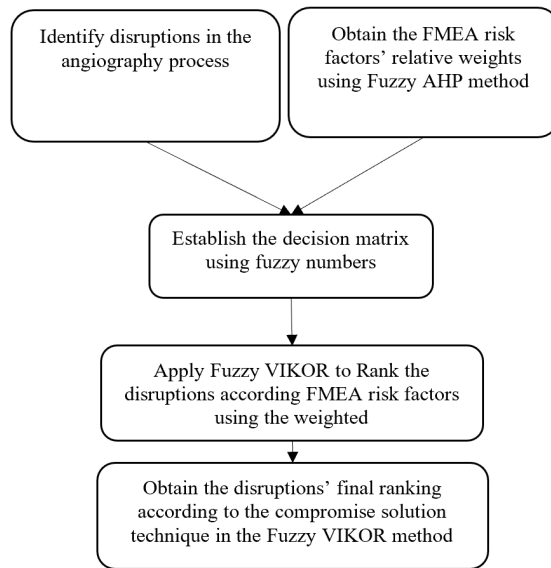 Identify disruptions in the
angiography process
Obtain the FMEA risk
factors' relative weights
using Fuzzy AHP method
Establish the decision matrix
using fuzzy numbers
Apply Fuzzy VIKOR to Rank the
disruptions according FMEA risk factors
using the weighted
Obtain the disruptions' final ranking
according to the compromise solution
technique in the Fuzzy VIKOR method